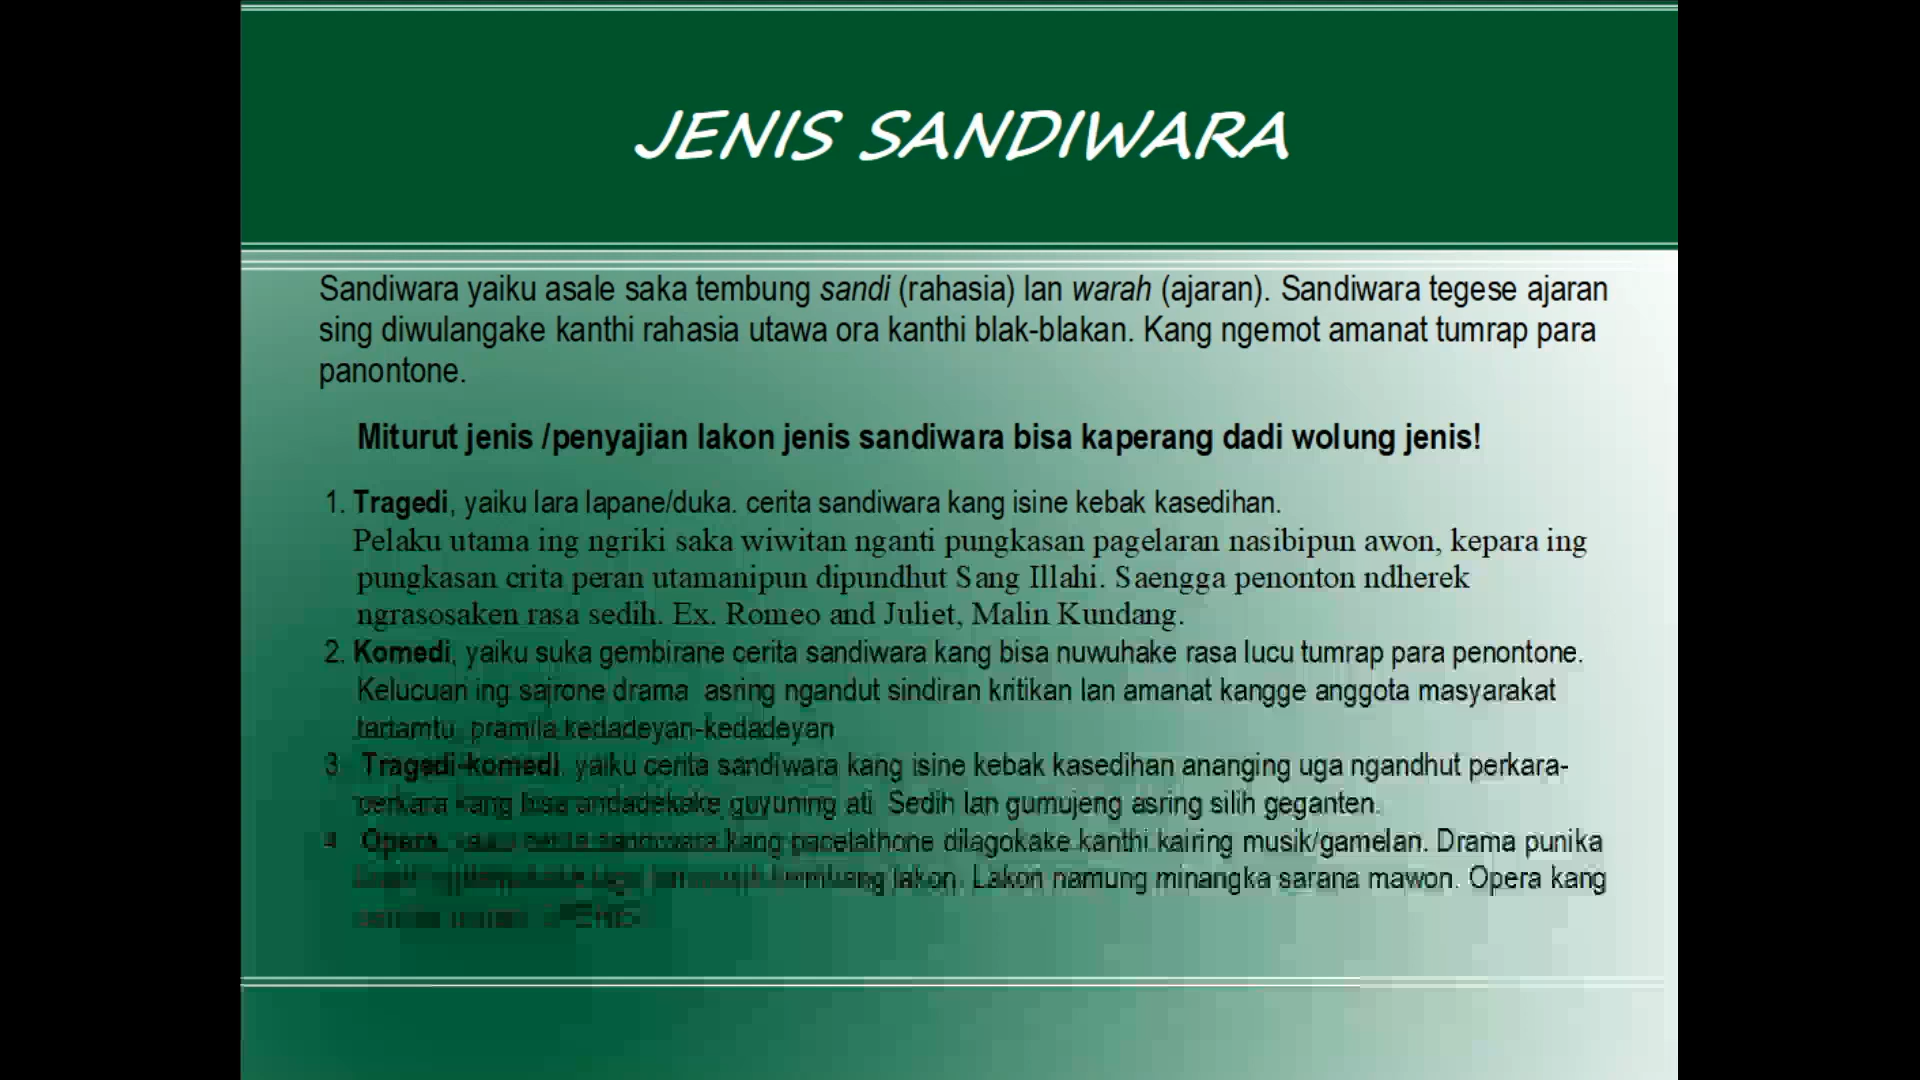 JENIS SANDIWARA
Sandiwara yaiku asale saka tembung sandi (rahasia) lan warah (ajaran). Sandiwara tegese ajaran
sing diwulangake kanthi rahasia utawa ora kanthi blak-blakan. Kang ngemot amanat tumrap para
panontone.
Miturut jenis /penyajian lakon jenis sandiwara bisa kaperang dadi wolung jenis!
1. Tragedi, yaiku lara lapane/duka. cerita sandiwara kang isine kebak kasedihan.
Pelaku utama ing ngriki saka wiwitan nganti pungkasan pagelaran nasibipun awon, kepara ing
pungkasan crita peran utamanipun dipundhut Sang Illahi. Saengga penonton ndherek
ngrasosaken rasa sedih. Ex. Romeo and Juliet, Malin Kundang.
2. Komedi, yaiku suka gembirane cerita sandiwara kang bisa nuwuhake rasa lucu tumrap para penontone.
Kelucuan ing sajrone drama asring ngandut sindiran kritikan lan amanat kangge anggota masyarakat
tartamtu pramila kedadeyan-kedadeyan
3 Tragedi-komedi, yaiku cerita sandiwara kang isine kebak kasedihan ananging uga ngandhut perkara-
perkara kang bisa andadekake guyuning ati Sedih lan gumujeng asring silih geganten.
4 Opera, yaiku cerita sandiwara kang pacelathone dilagokake kanthi kairing musik/gamelan. Drama punika
lakon. Lakon namung minangka sarana mawon. Opera kang